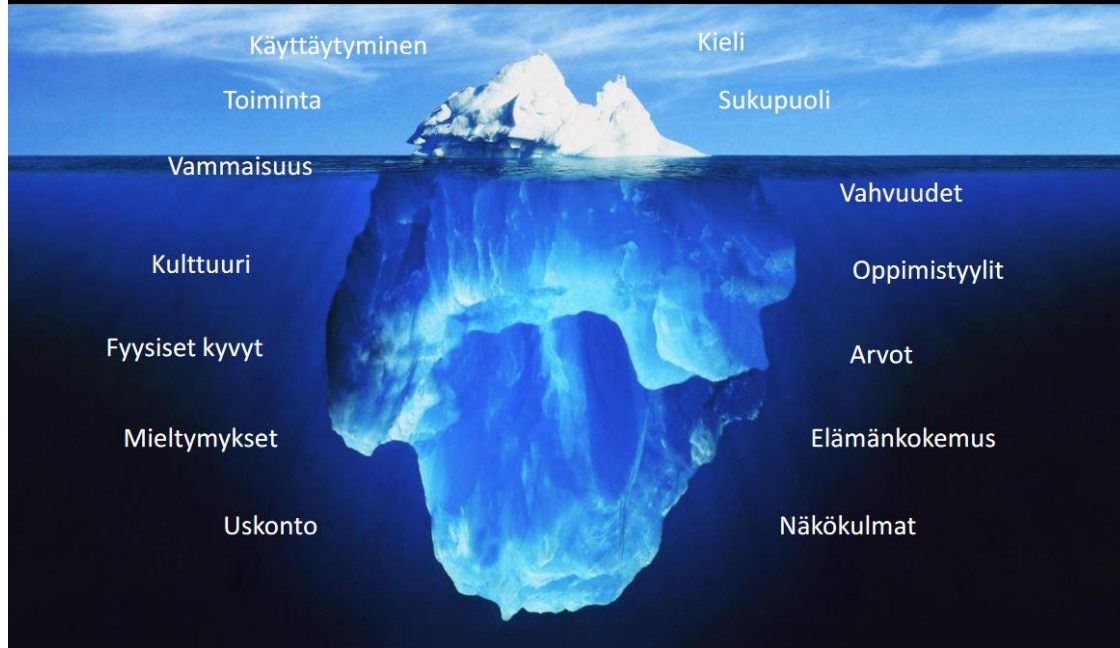 Käyttäytyminen
Kieli
Toiminta
Sukupuoli
Vammaisuus
Vahvuudet
Kulttuuri
Oppimistyylit
Fyysiset kyvyt
Arvot
Mieltymykset
Elämänkokemus
Uskonto
Näkökulmat